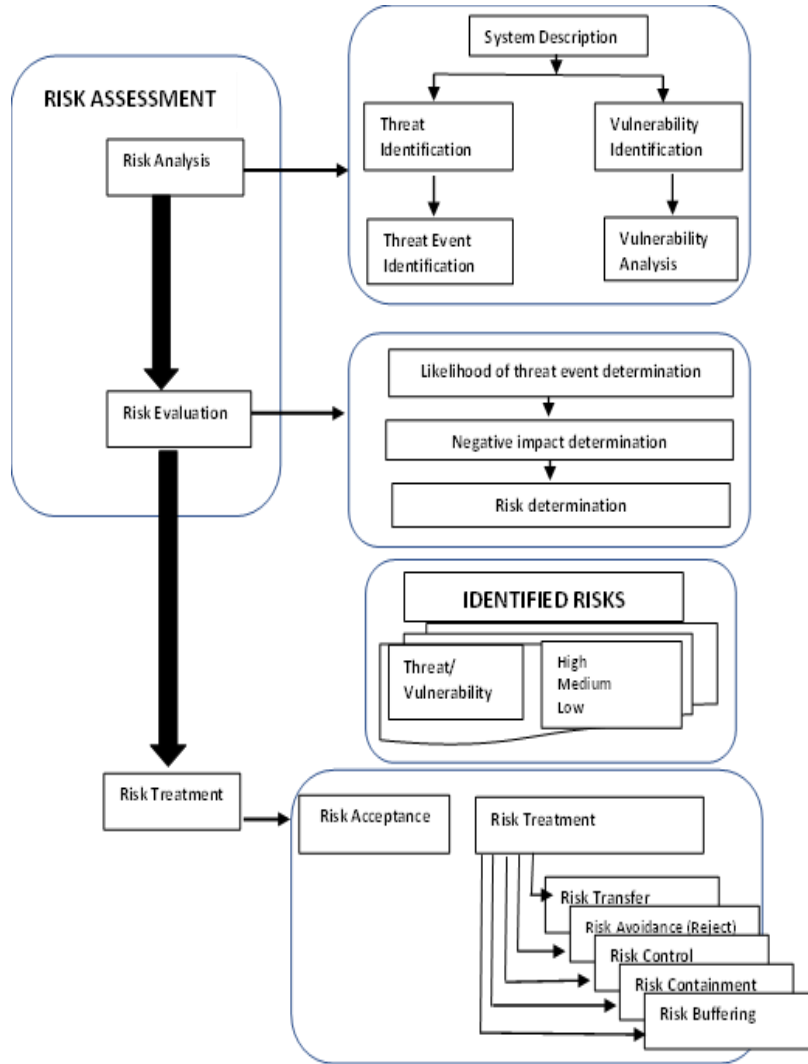 System Description
RISK ASSESSMENT
Threat
Identification
Vulnerability
Identification
Risk Analysis
Threat Event
Identification
Vulnerability
Analysis
Likelihood of threat event determination
Risk Evaluation
Negative impact determination
Risk determination
IDENTIFIED RISKS
Threat/
Vulnerability
High
Medium
Low
Risk Treatment
Risk Acceptance
Risk Treatment
Risk Transfer
Risk Avoidance (Reject)
Risk Control
Risk Containment
Risk Buffering